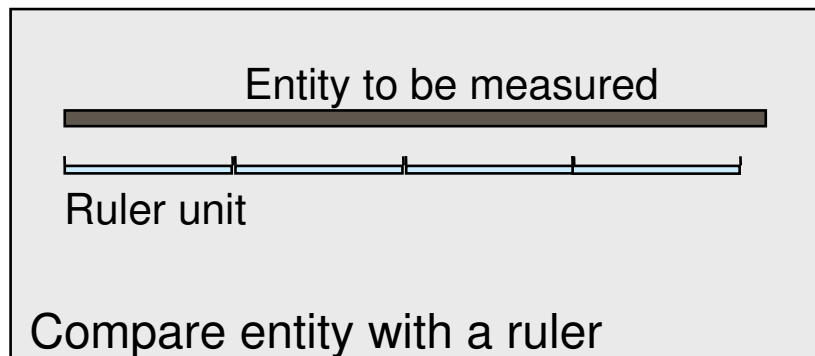 Entity to be measured
Ruler unit
Compare entity with a ruler